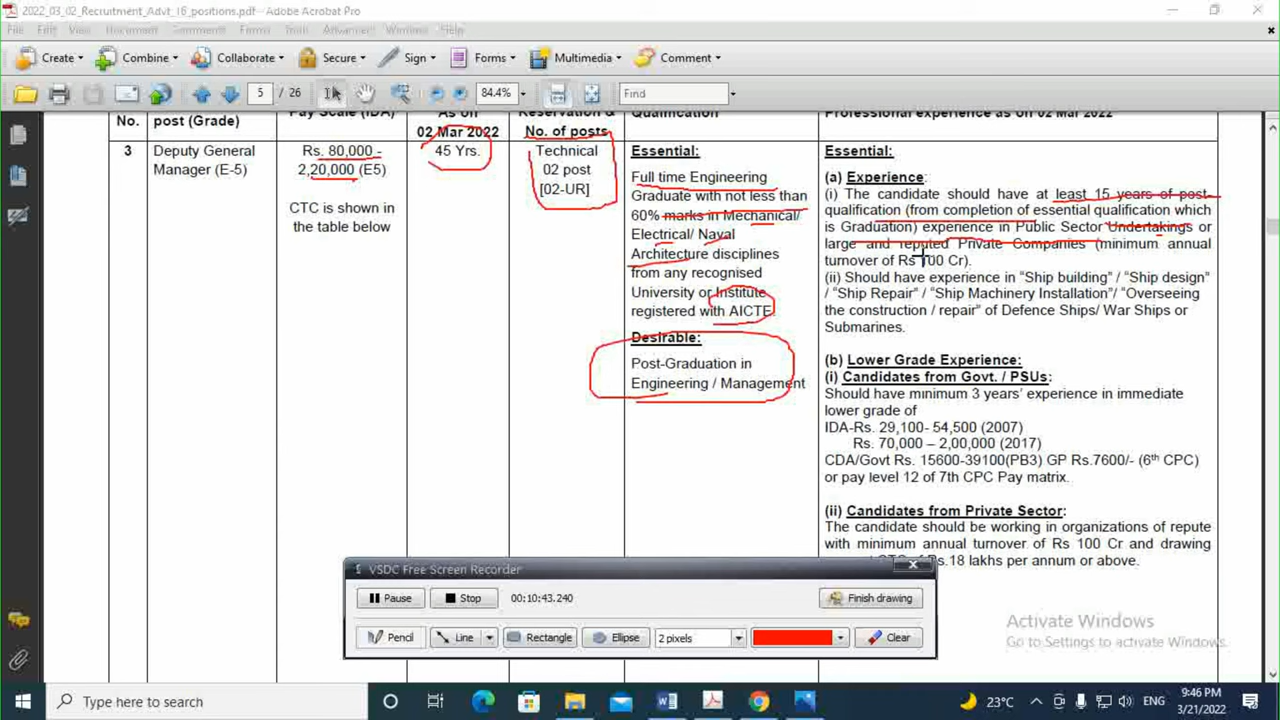 2022_03_02_Recruitment_Advt_16_positions.pdf - Adobe Acrobat Pro
File Edit View Document Comments Forms Tools Advanced Windows Help
Create Combine Collaborate Secure Sign Forms Multimedia Comment
5 / 26 84.4% Find
No. post (Grade) Pay Scale (IDA) As on 02 Mar 2022 Reservation & No. of posts Qualification Professional experience as on 02 Mar 2022
3
Deputy General
Manager (E-5)
Rs. 80,000 -
2,20,000 (E5)
CTC is shown in
the table below
45 Yrs.
Technical
02 post
[02-UR]
Essential:
Full time Engineering
Graduate with not less than
60% marks in Mechanical/
Electrical/ Naval
Architecture disciplines
from any recognised
University or Institute
registered with AICTE.
Desirable:
Post-Graduation in
Engineering / Management
Essential:
(a) Experience:
(i) The candidate should have at least 15 years of post-
qualification (from completion of essential qualification which
is Graduation) experience in Public Sector Undertakings or
large and reputed Private Companies (minimum annual
turnover of Rs 100 Cr).
(ii) Should have experience in “Ship building” / “Ship design”
/ “Ship Repair” / “Ship Machinery Installation”/ “Overseeing
the construction / repair” of Defence Ships/ War Ships or
Submarines.
(b) Lower Grade Experience:
(i) Candidates from Govt. / PSUs:
Should have minimum 3 years’ experience in immediate
lower grade of
IDA-Rs. 29,100- 54,500 (2007)
Rs. 70,000 – 2,00,000 (2017)
CDA/Govt Rs. 15600-39100(PB3) GP Rs.7600/- (6th CPC)
or pay level 12 of 7th CPC Pay matrix.
(ii) Candidates from Private Sector:
The candidate should be working in organizations of repute
with minimum annual turnover of Rs 100 Cr and drawing
Rs.18 lakhs per annum or above.
VSDC Free Screen Recorder
Pause Stop 00:10:43.240 Finish drawing
Pencil Line Rectangle Ellipse 2 pixels Clear
Activate Windows
Go to Settings to activate Windows.
Type here to search
23°C ENG 9:46 PM
3/21/2022